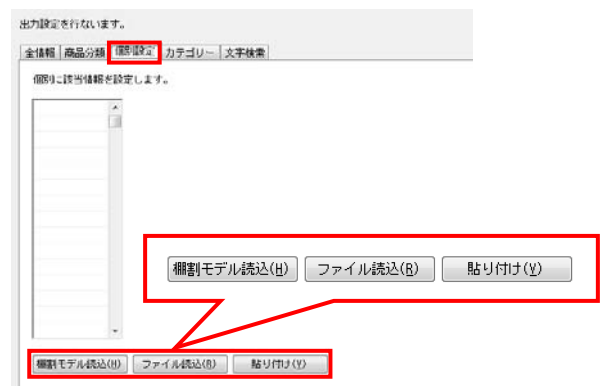 出力設定を行ないます。
全情報 商品分類 個別設定 カテゴリー 文字検索
個別に該当情報を設定します。
棚割モデル読込(H) ファイル読込(R) 貼り付け(V)
棚割モデル読込(H) ファイル読込(R) 貼り付け(V)